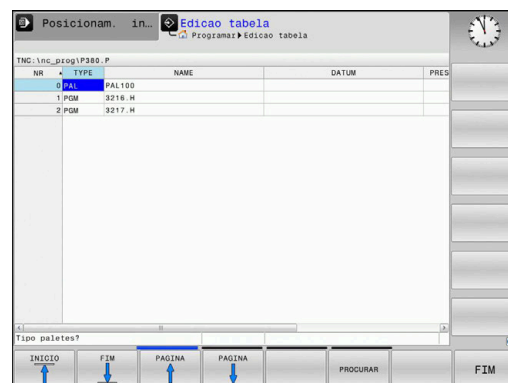 Posicionam. in... Edicao tabela
Programar Edicao tabela
TNC:\nc_prog\P380.P
NR TYPE NAME DATUM PRES
0 PAL PAL100
1 PGM 3216.H
2 PGM 3217.H
Tipo paletes?
INICIO FIM PAGINA PAGINA PROCURAR FIM